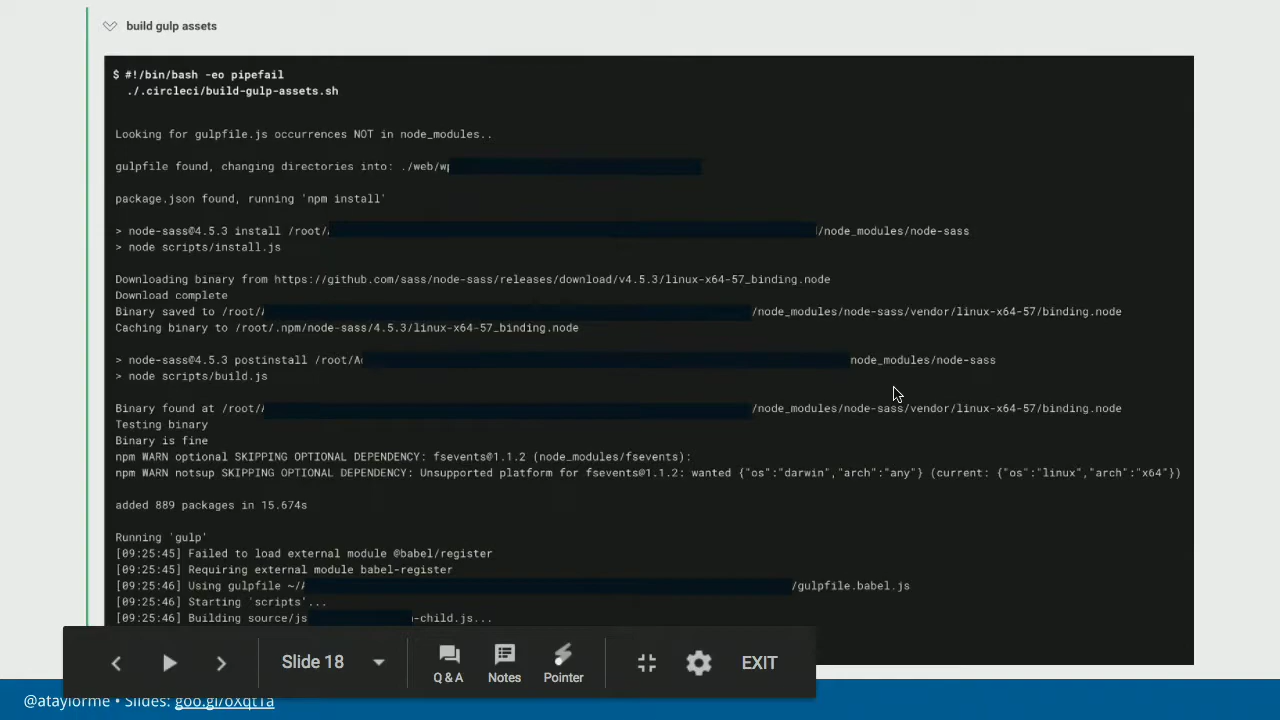 build gulp assets
$ #!/bin/bash -eo pipefail
./.circleci/build-gulp-assets.sh
Looking for gulpfile.js occurrences NOT in node_modules..
gulpfile found, changing directories into: ./web/wp
package.json found, running 'npm install'
> node-sass@4.5.3 install /root/ /node_modules/node-sass
> node scripts/install.js
Downloading binary from https://github.com/sass/node-sass/releases/download/v4.5.3/linux-x64-57_binding.node
Download complete
Binary saved to /root/ /node_modules/node-sass/vendor/linux-x64-57/binding.node
Caching binary to /root/.npm/node-sass/4.5.3/linux-x64-57_binding.node
> node-sass@4.5.3 postinstall /root/A node_modules/node-sass
> node scripts/build.js
Binary found at /root/ /node_modules/node-sass/vendor/linux-x64-57/binding.node
Testing binary
Binary is fine
npm WARN optional SKIPPING OPTIONAL DEPENDENCY: fsevents@1.1.2 (node_modules/fsevents):
npm WARN notsup SKIPPING OPTIONAL DEPENDENCY: Unsupported platform for fsevents@1.1.2: wanted {"os":"darwin","arch":"any"} (current: {"os":"linux","arch":"x64"})
added 889 packages in 15.674s
Running 'gulp'
[09:25:45] Failed to load external module @babel/register
[09:25:45] Requiring external module babel-register
[09:25:46] Using gulpfile ~/ /gulpfile.babel.js
[09:25:46] Starting 'scripts'...
[09:25:46] Building source/js -child.js...
Slide 18
Q & A
Notes
Pointer
EXIT
@ataylorme • Slides: goo.gl/oXqt1a